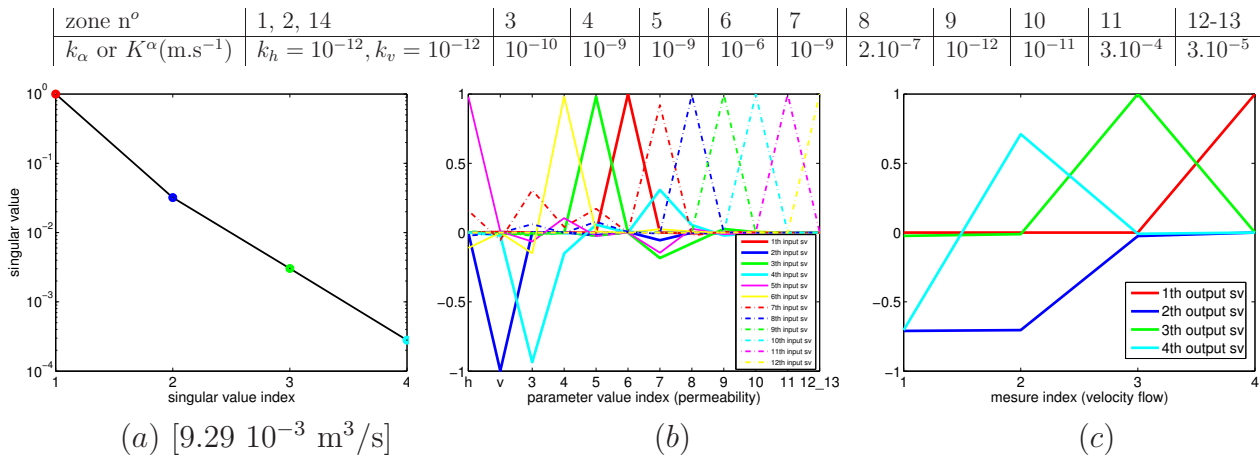 zone nº 1, 2, 14 3 4 5 6 7 8 9 10 11 12-13
k_α or K^α(m.s⁻¹) k_h = 10⁻¹², k_v = 10⁻¹² 10⁻¹⁰ 10⁻⁹ 10⁻⁹ 10⁻⁶ 10⁻⁹ 2.10⁻⁷ 10⁻¹² 10⁻¹¹ 3.10⁻⁴ 3.10⁻⁵
10⁰
10⁻¹
10⁻²
10⁻³
10⁻⁴
singular value
1 2 3 4
singular value index
(a) [9.29 10⁻³ m³/s]
1
0.5
0
−0.5
−1
h v 3 4 5 6 7 8 9 10 11 12_13
parameter value index (permeability)
1th input sv
2th input sv
3th input sv
4th input sv
5th input sv
6th input sv
7th input sv
8th input sv
9th input sv
10th input sv
11th input sv
12th input sv
(b)
1
0.5
0
−0.5
−1
1 2 3 4
mesure index (velocity flow)
1th output sv
2th output sv
3th output sv
4th output sv
(c)